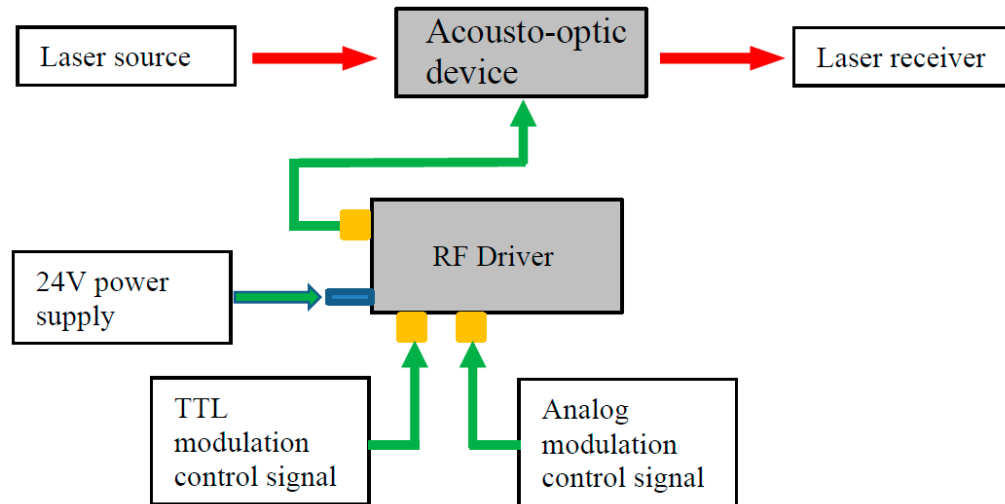 Laser source
Acousto-optic
device
Laser receiver
RF Driver
24V power
supply
TTL
modulation
control signal
Analog
modulation
control signal